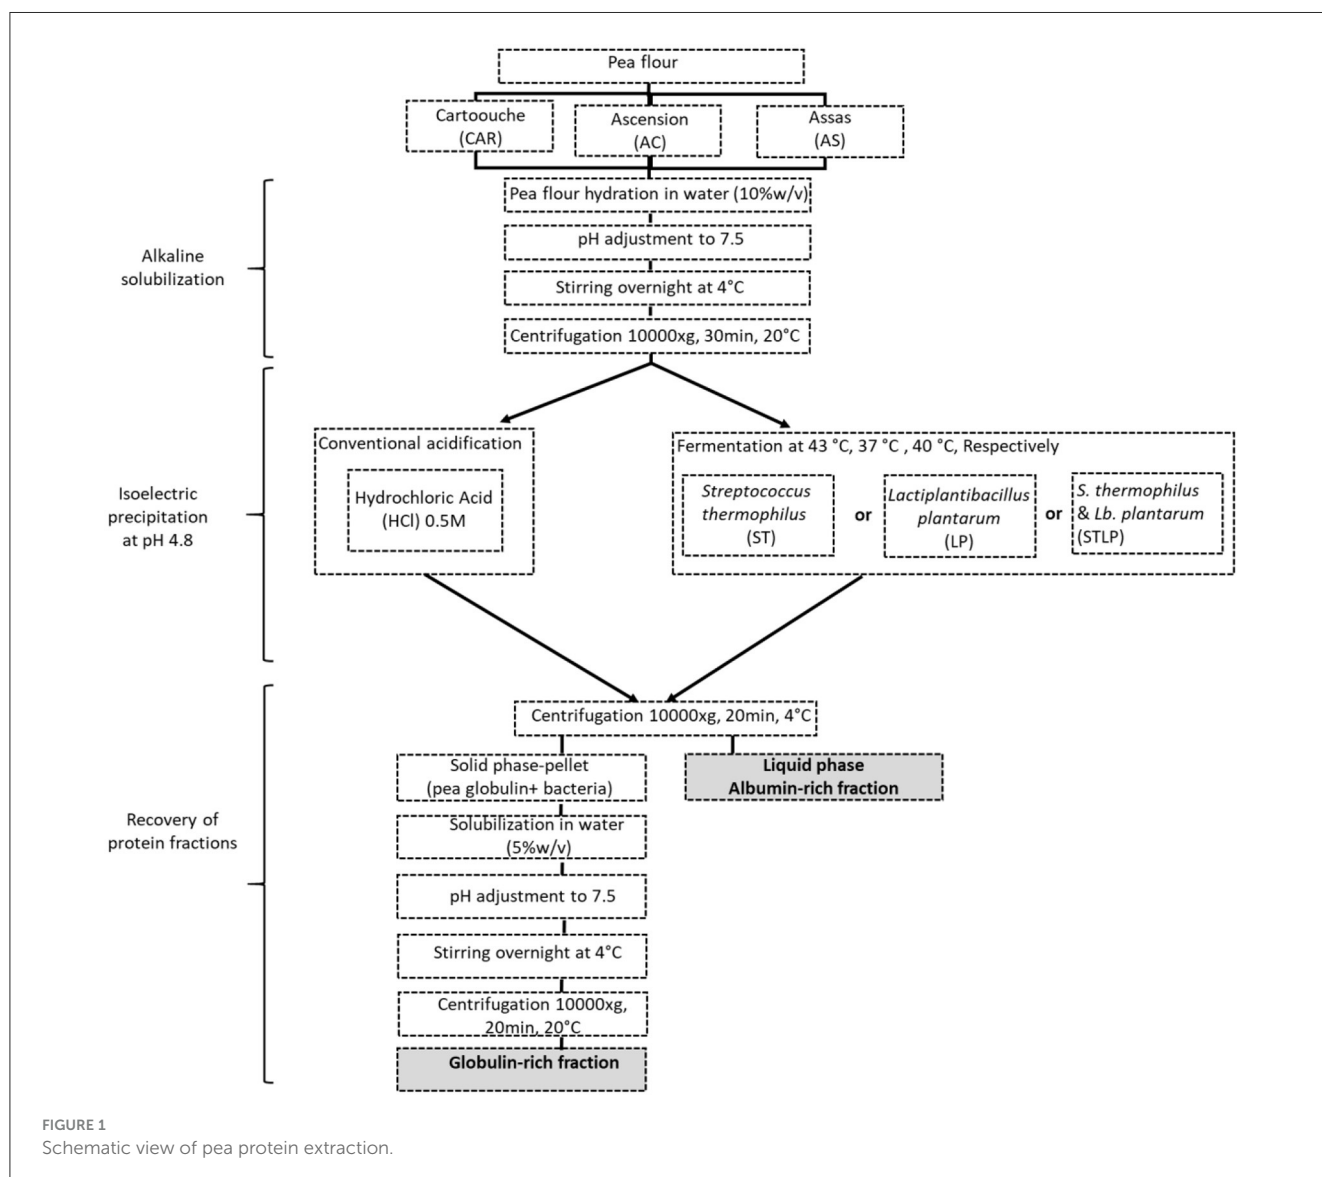 Pea flour
Cartoouche
(CAR)
Ascension
(AC)
Assas
(AS)
Alkaline
solubilization
Pea flour hydration in water (10%w/v)
pH adjustment to 7.5
Stirring overnight at 4°C
Centrifugation 10000xg, 30min, 20°C
Isoelectric
precipitation
at pH 4.8
Conventional acidification
Hydrochloric Acid
(HCl) 0.5M
Fermentation at 43 °C, 37 °C , 40 °C, Respectively
Streptococcus
thermophilus
(ST)
or
Lactiplantibacillus
plantarum
(LP)
or
S. thermophilus
& Lb. plantarum
(STLP)
Recovery of
protein fractions
Centrifugation 10000xg, 20min, 4°C
Solid phase-pellet
(pea globulin+ bacteria)
Liquid phase
Albumin-rich fraction
Solubilization in water
(5%w/v)
pH adjustment to 7.5
Stirring overnight at 4°C
Centrifugation 10000xg,
20min, 20°C
Globulin-rich fraction
FIGURE 1
Schematic view of pea protein extraction.